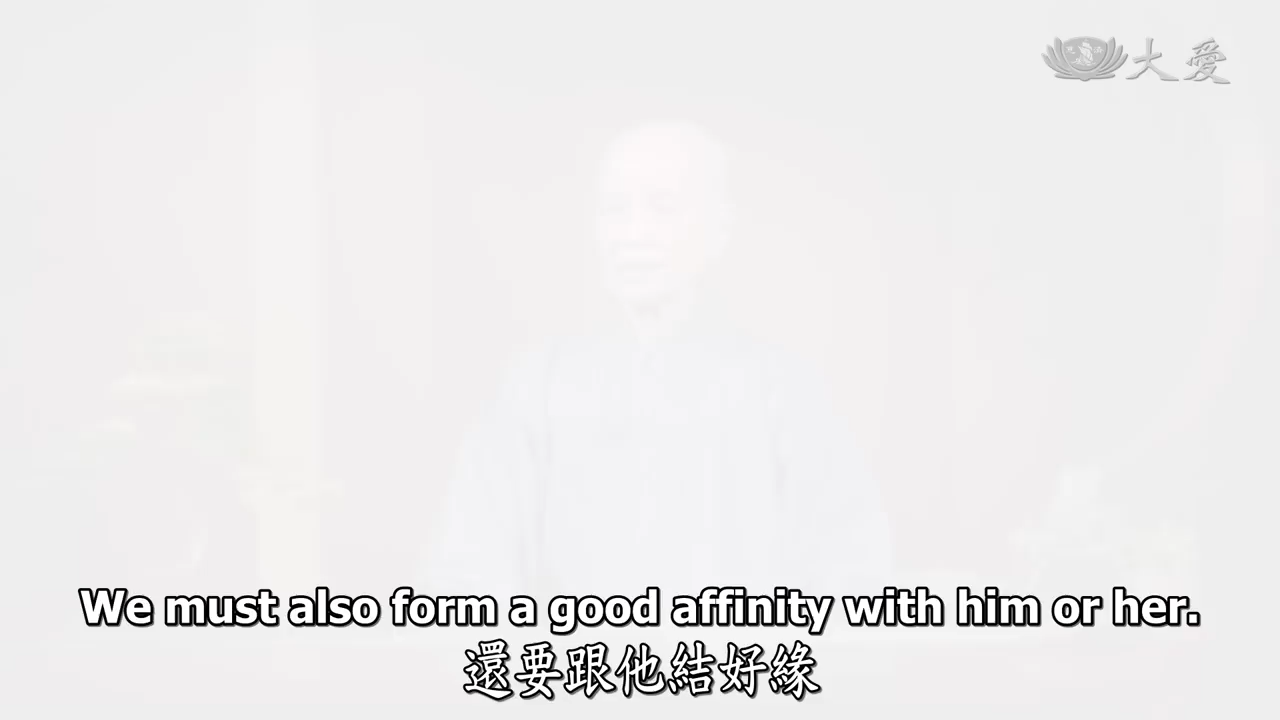 大愛
We must also form a good affinity with him or her.
還要跟他結好緣